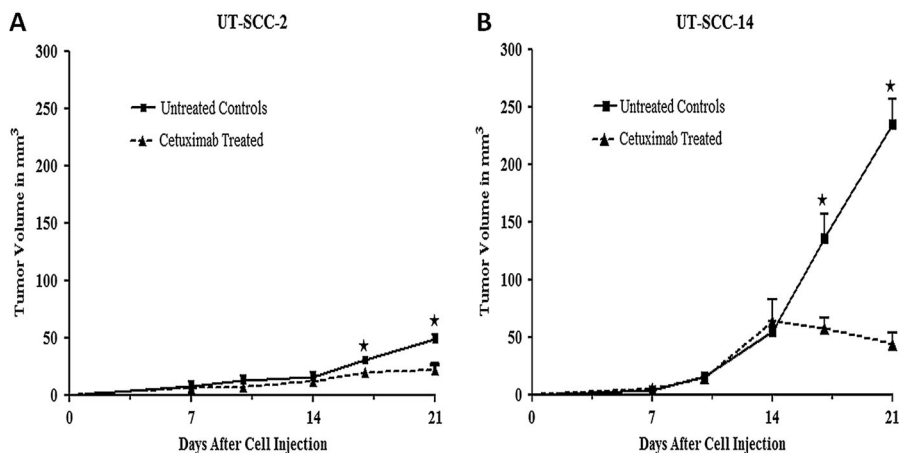 A
UT-SCC-2
Tumor Volume in mm³
300
250
200
150
100
50
0
Untreated Controls
Cetuximab Treated
0 7 14 21
Days After Cell Injection
B
UT-SCC-14
Tumor Volume in mm³
300
250
200
150
100
50
0
Untreated Controls
Cetuximab Treated
0 7 14 21
Days After Cell Injection